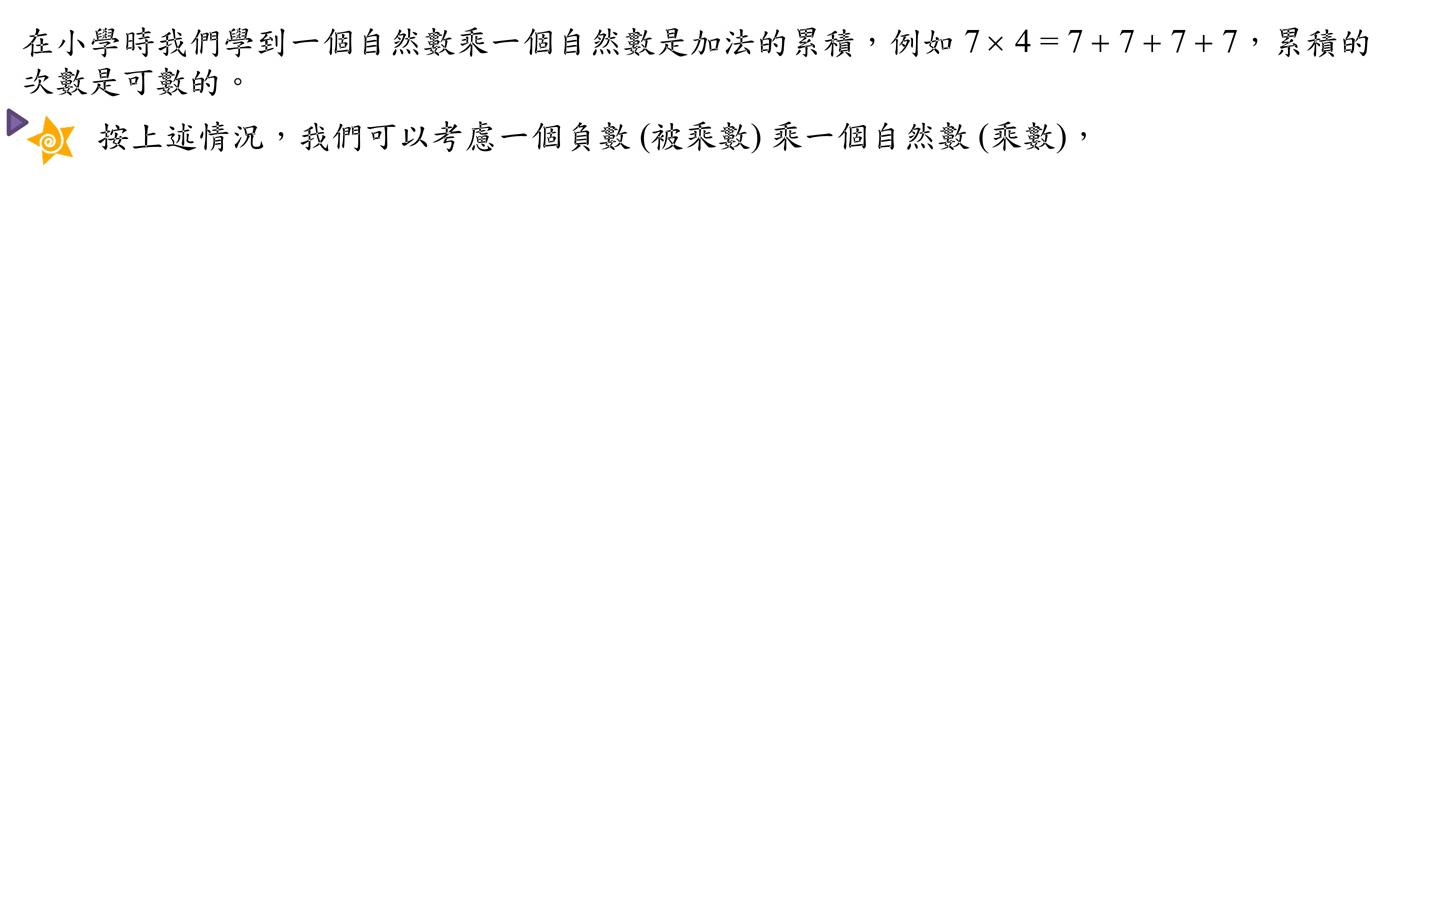 在小學時我們學到一個自然數乘一個自然數是加法的累積，例如 7 × 4 = 7 + 7 + 7 + 7，累積的
次數是可數的。
按上述情況，我們可以考慮一個負數 (被乘數) 乘一個自然數 (乘數)，